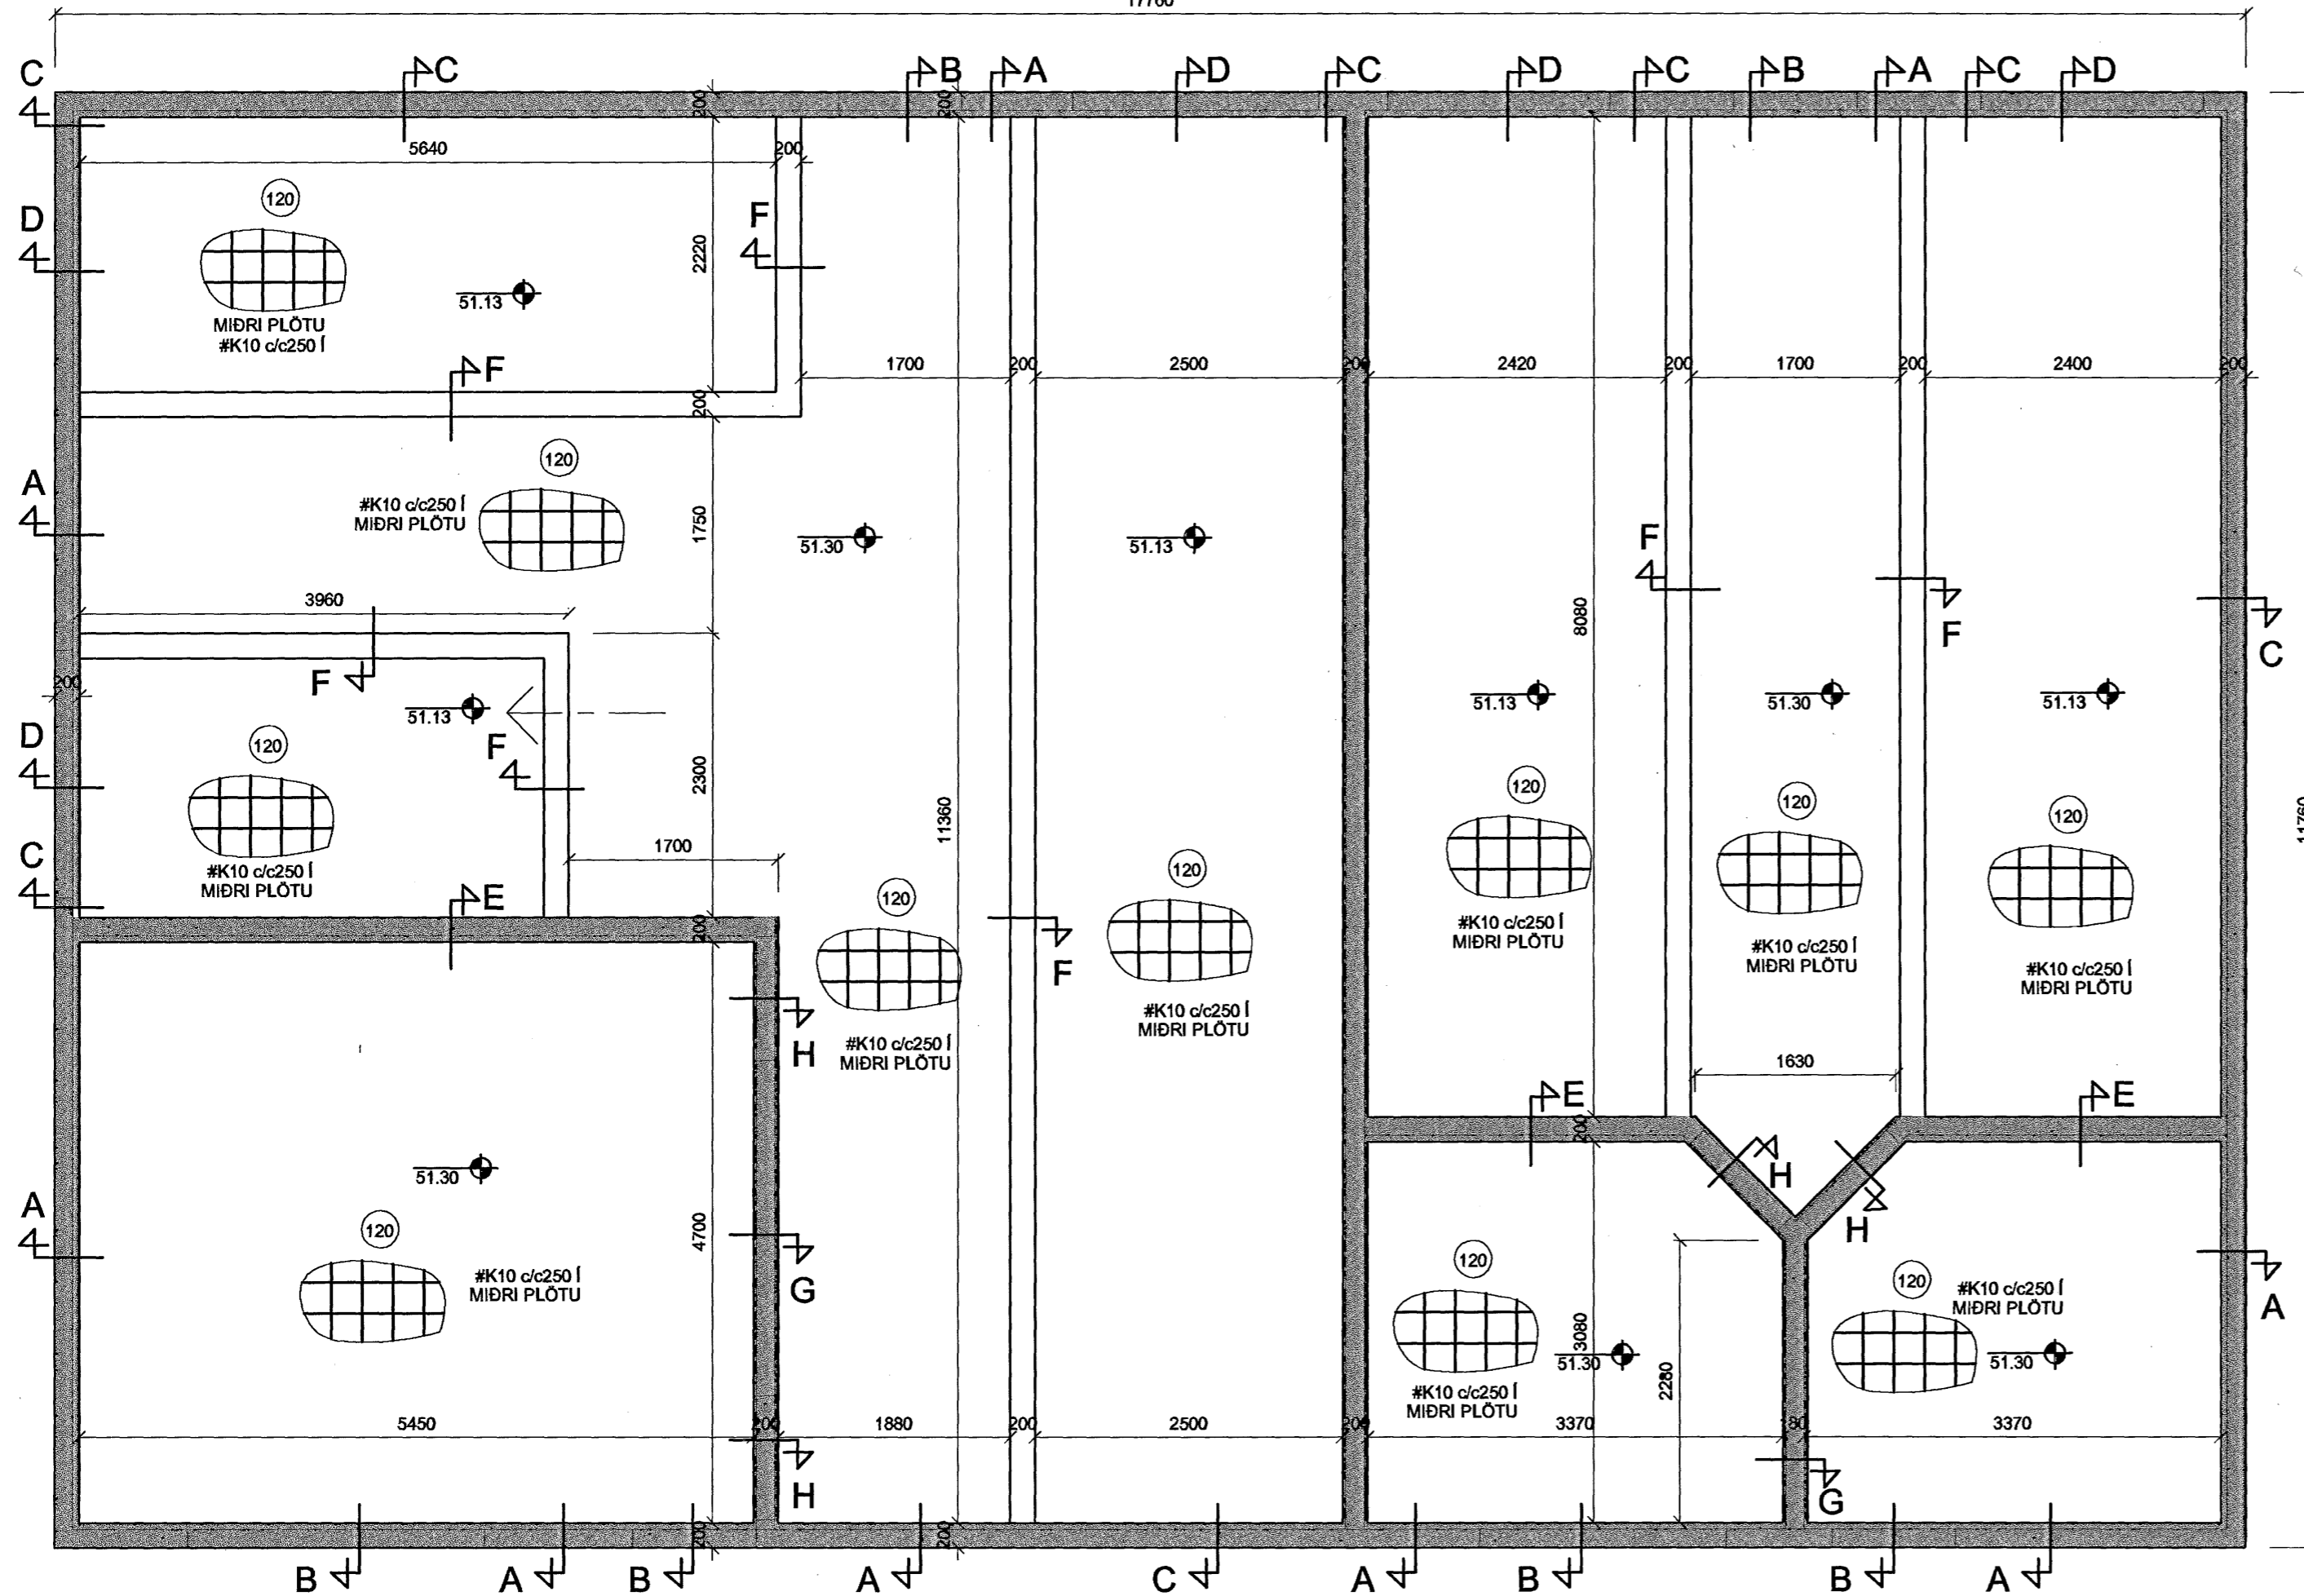 17760
C B A D C D C B A C D
C
200
200
5640
200
120
D
F
2220
MIÐRI PLÖTU
#K10 c/c250 Í
51.13
F
1700
200
2500
200
2420
200
1700
200
2400
200
200
120
A
#K10 c/c250 Í
MIÐRI PLÖTU
1750
51.30
51.13
F
8080
F
C
3960
F
200
51.13
51.13
51.30
51.13
D
F
120
2300
120
120
120
11360
11760
C
1700
120
120
#K10 c/c250 Í
MIÐRI PLÖTU
E
200
#K10 c/c250 Í
MIÐRI PLÖTU
#K10 c/c250 Í
MIÐRI PLÖTU
#K10 c/c250 Í
MIÐRI PLÖTU
F
#K10 c/c250 Í
MIÐRI PLÖTU
H
#K10 c/c250 Í
MIÐRI PLÖTU
1630
E
E
200
51.30
H
H
A
120
4700
G
#K10 c/c250 Í
MIÐRI PLÖTU
120
120
#K10 c/c250 Í
MIÐRI PLÖTU
A
3080
51.30
51.30
2280
#K10 c/c250 Í
MIÐRI PLÖTU
5450
200
1880
200
2500
200
3370
180
3370
H
G
200
200
B A B A C A B B A